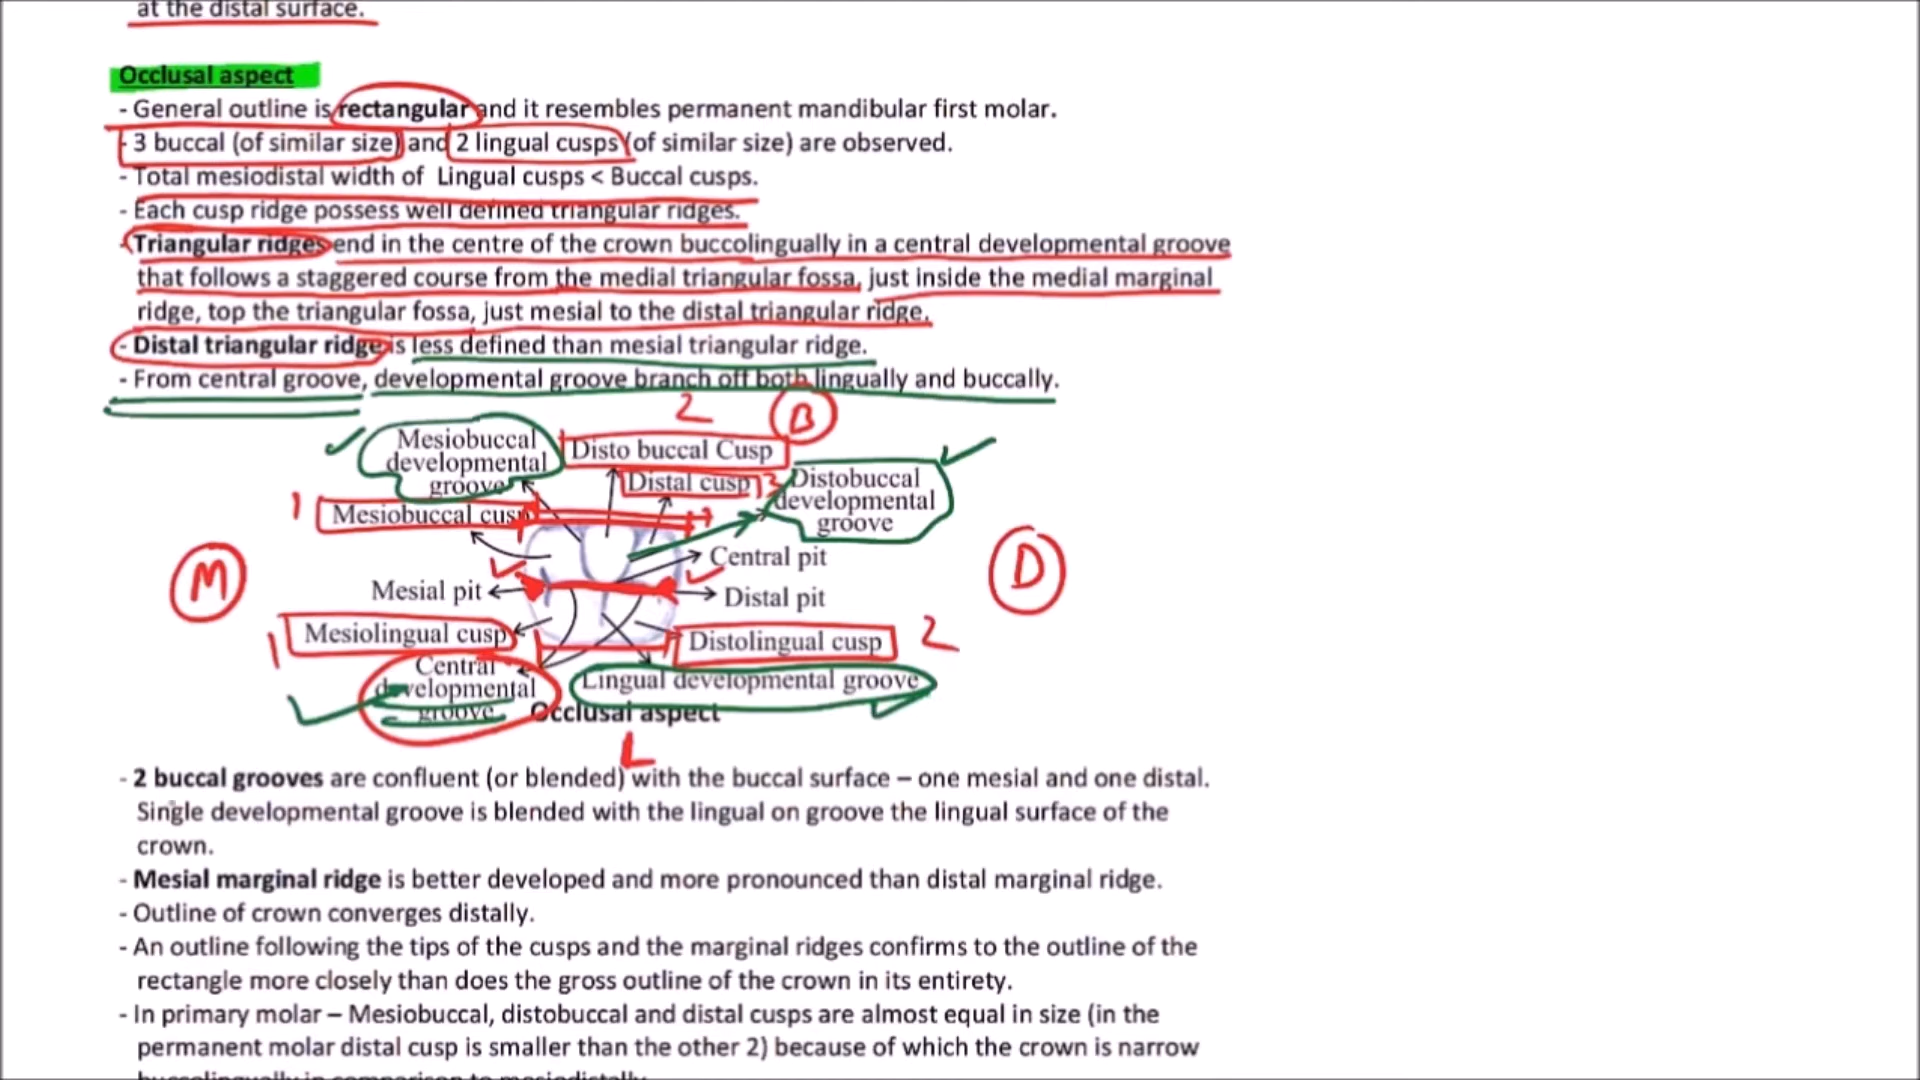 at the distal surface.
Occlusal aspect
- General outline is rectangular and it resembles permanent mandibular first molar.
- 3 buccal (of similar size) and 2 lingual cusps (of similar size) are observed.
- Total mesiodistal width of Lingual cusps < Buccal cusps.
- Each cusp ridge possess well defined triangular ridges.
- Triangular ridges end in the centre of the crown buccolingually in a central developmental groove
that follows a staggered course from the medial triangular fossa, just inside the medial marginal
ridge, top the triangular fossa, just mesial to the distal triangular ridge.
- Distal triangular ridge is less defined than mesial triangular ridge.
- From central groove, developmental groove branch off both lingually and buccally.
2 B
Mesiobuccal
developmental
groove
Disto buccal Cusp
Distal cusp 3
Distobuccal
developmental
groove
1 Mesiobuccal cusp
Central pit
M
D
Mesial pit
Distal pit
1 Mesiolingual cusp
Distolingual cusp 2
Central
developmental
groove
Lingual developmental groove
Occlusal aspect
L
- 2 buccal grooves are confluent (or blended) with the buccal surface – one mesial and one distal.
Single developmental groove is blended with the lingual on groove the lingual surface of the
crown.
- Mesial marginal ridge is better developed and more pronounced than distal marginal ridge.
- Outline of crown converges distally.
- An outline following the tips of the cusps and the marginal ridges confirms to the outline of the
rectangle more closely than does the gross outline of the crown in its entirety.
- In primary molar – Mesiobuccal, distobuccal and distal cusps are almost equal in size (in the
permanent molar distal cusp is smaller than the other 2) because of which the crown is narrow
buccolingually in comparison to mesiodistally